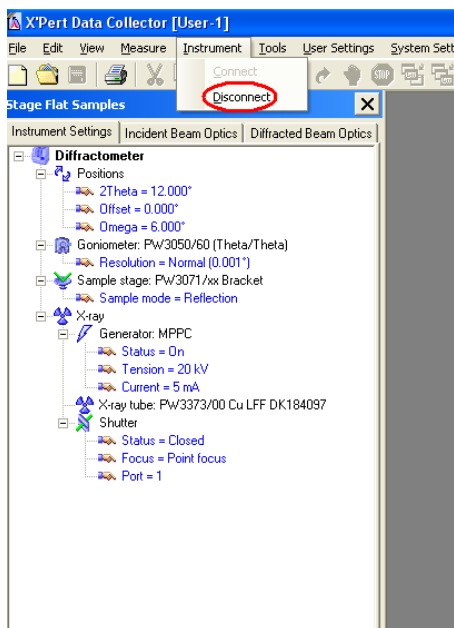 X'Pert Data Collector [User-1]
File Edit View Measure Instrument Tools User Settings System Sett
Connect
Disconnect
STOP
Stage Flat Samples
Instrument Settings Incident Beam Optics Diffracted Beam Optics
Diffractometer
Positions
2Theta = 12.000°
Offset = 0.000°
Omega = 6.000°
Goniometer: PW3050/60 (Theta/Theta)
Resolution = Normal (0.001°)
Sample stage: PW3071/xx Bracket
Sample mode = Reflection
X-ray
Generator: MPPC
Status = On
Tension = 20 kV
Current = 5 mA
X-ray tube: PW3373/00 Cu LFF DK184097
Shutter
Status = Closed
Focus = Point focus
Port = 1